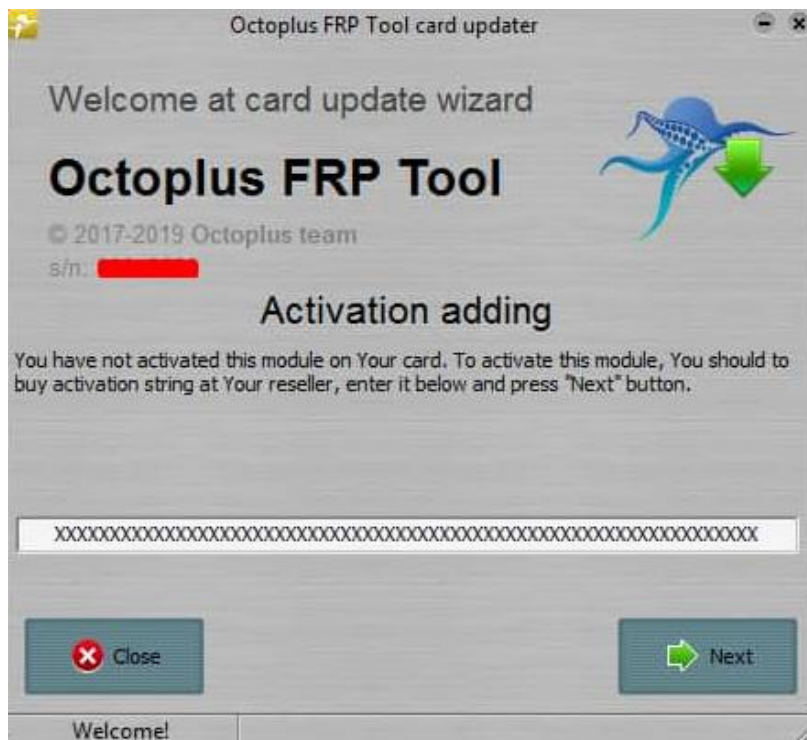 Octoplus FRP Tool card updater
Welcome at card update wizard
Octoplus FRP Tool
© 2017-2019 Octoplus team
s/n:
Activation adding
You have not activated this module on Your card. To activate this module, You should to
buy activation string at Your reseller, enter it below and press "Next" button.
XXXXXXXXXXXXXXXXXXXXXXXXXXXXXXXXXXXXXXXXXXXXXXXXXXXXXXXXXXXXXXXX
Close
Next
Welcome!